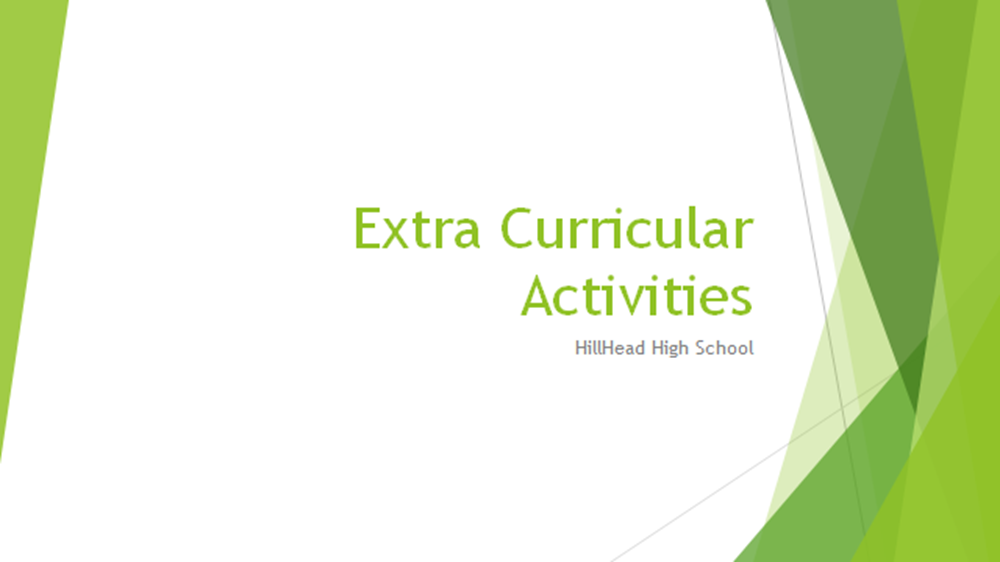 Extra Curricular
Activities
HillHead High School